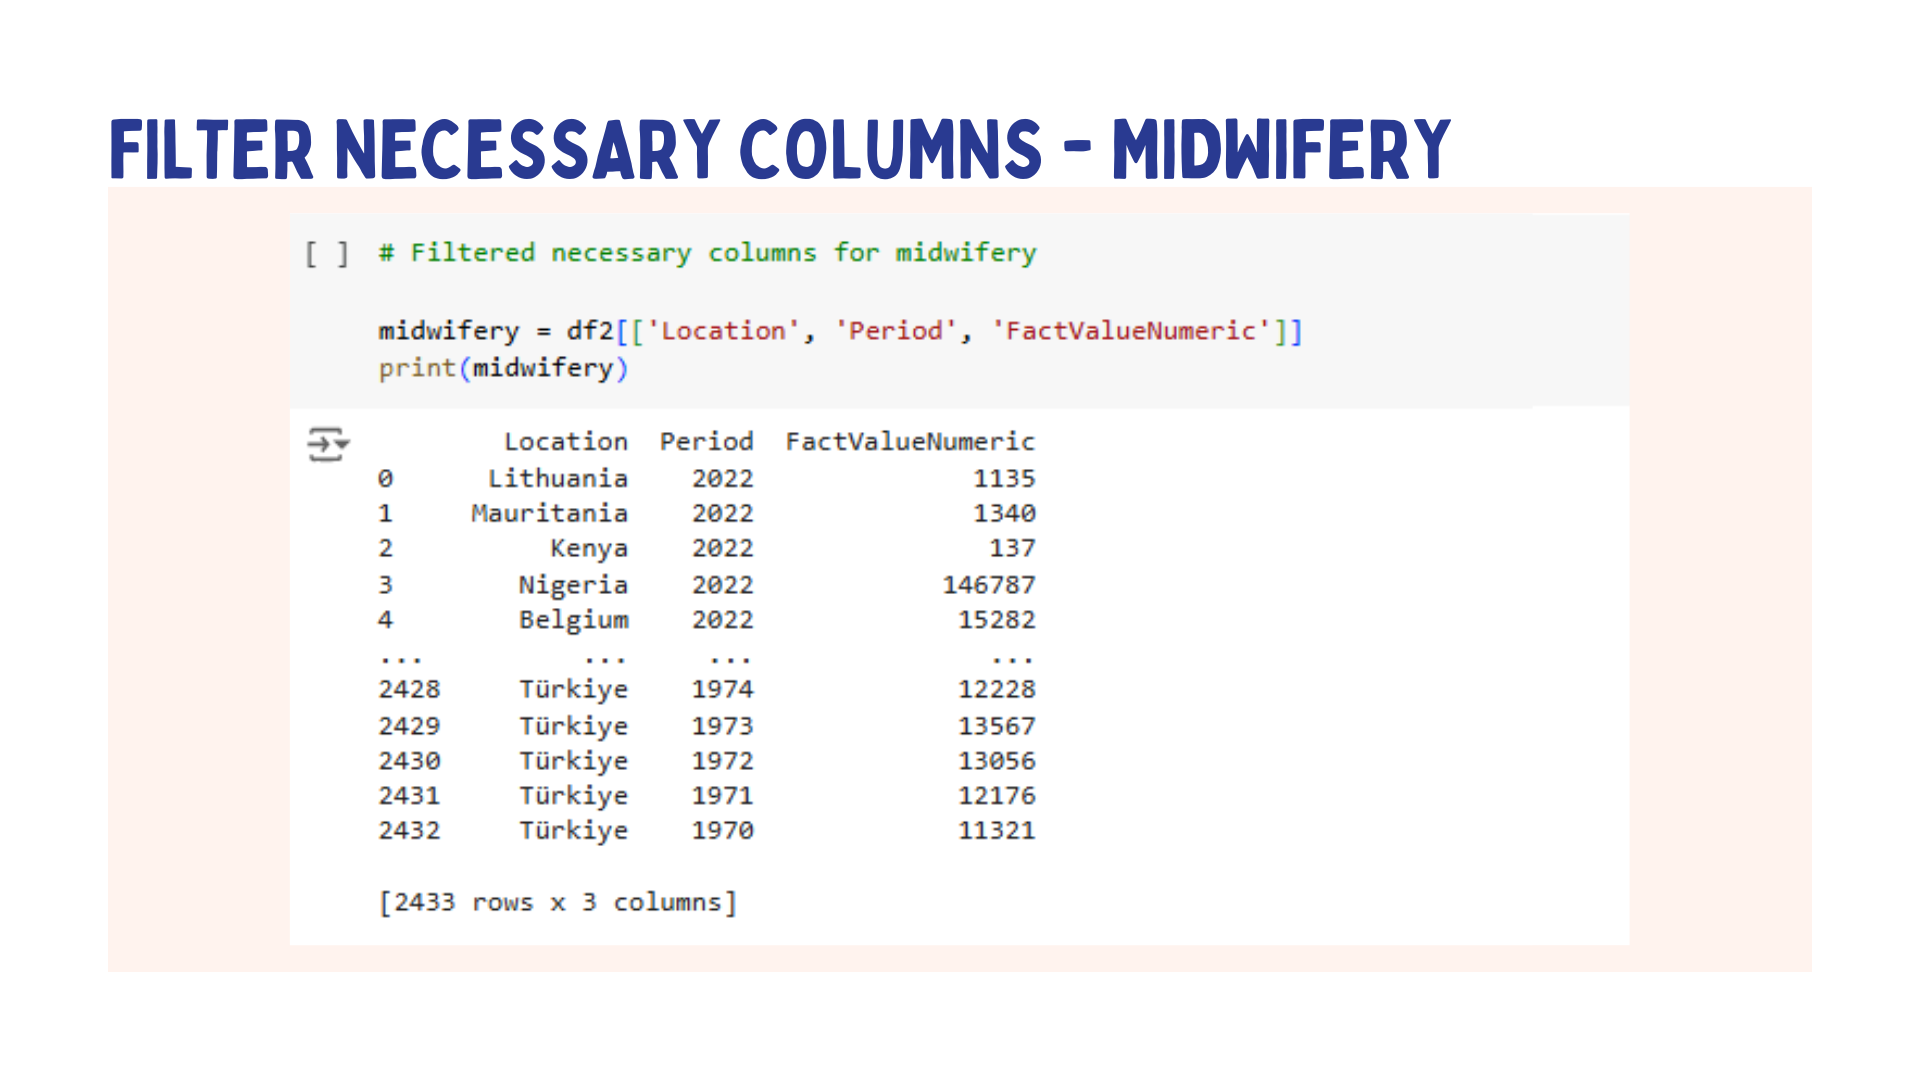 FILTER NECESSARY COLUMNS - MIDWIFERY
[ ] # Filtered necessary columns for midwifery
midwifery = df2[['Location', 'Period', 'FactValueNumeric']]
print(midwifery)
Location Period FactValueNumeric
0 Lithuania 2022 1135
1 Mauritania 2022 1340
2 Kenya 2022 137
3 Nigeria 2022 146787
4 Belgium 2022 15282
... ... ... ...
2428 Türkiye 1974 12228
2429 Türkiye 1973 13567
2430 Türkiye 1972 13056
2431 Türkiye 1971 12176
2432 Türkiye 1970 11321
[2433 rows x 3 columns]